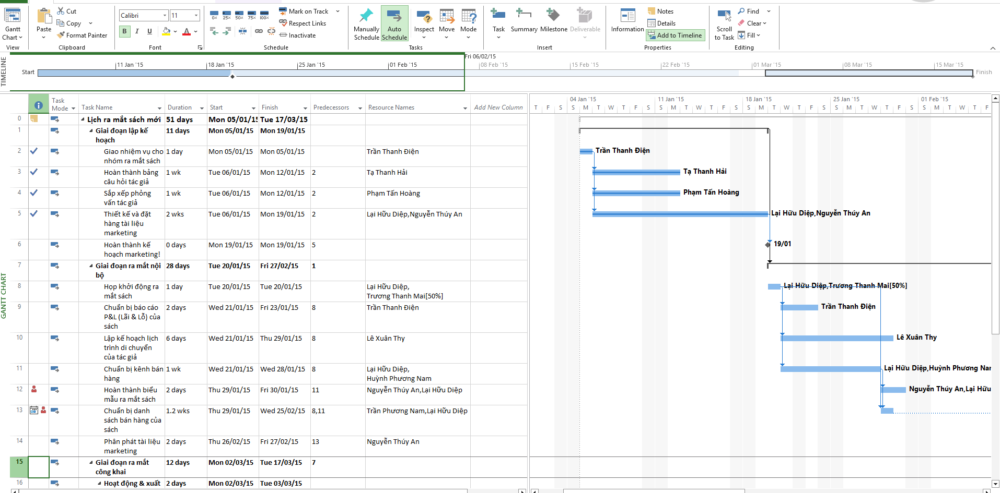 Gantt Chart
View
Paste
Cut
Copy
Format Painter
Clipboard
Calibri
11
B I U A
Font
0% 25% 50% 75% 100%
Mark on Track
Respect Links
Inactivate
Schedule
Manually Schedule
Auto Schedule
Inspect
Move
Mode
Tasks
Task
Summary
Milestone
Deliverable
Insert
Information
Notes
Details
Add to Timeline
Properties
Scroll to Task
Find
Clear
Fill
Editing
TIMELINE
Fri 06/02/15
Start
11 Jan '15 18 Jan '15 25 Jan '15 01 Feb '15 08 Feb '15 15 Feb '15 22 Feb '15 01 Mar '15 08 Mar '15 15 Mar '15
Finish
GANTT CHART
Task Mode Task Name Duration Start Finish Predecessors Resource Names Add New Column
0 Lịch ra mắt sách mới 51 days Mon 05/01/15 Tue 17/03/15
1 Giai đoạn lập kế hoạch 11 days Mon 05/01/15 Mon 19/01/15
2 Giao nhiệm vụ cho nhóm ra mắt sách 1 day Mon 05/01/15 Mon 05/01/15 Trần Thanh Điện
3 Hoàn thành bảng câu hỏi tác giả 1 wk Tue 06/01/15 Mon 12/01/15 2 Tạ Thanh Hải
4 Sắp xếp phỏng vấn tác giả 1 wk Tue 06/01/15 Mon 12/01/15 2 Phạm Tấn Hoàng
5 Thiết kế và đặt hàng tài liệu marketing 2 wks Tue 06/01/15 Mon 19/01/15 2 Lại Hữu Diệp,Nguyễn Thúy An
6 Hoàn thành kế hoạch marketing! 0 days Mon 19/01/15 Mon 19/01/15 5
7 Giai đoạn ra mắt nội bộ 28 days Tue 20/01/15 Fri 27/02/15 1
8 Họp khởi động ra mắt sách 1 day Tue 20/01/15 Tue 20/01/15 Lại Hữu Diệp, Trương Thanh Mai[50%]
9 Chuẩn bị báo cáo P&L (Lãi & Lỗ) của sách 2 days Wed 21/01/15 Fri 23/01/15 8 Trần Thanh Điện
10 Lập kế hoạch lịch trình di chuyển của tác giả 6 days Wed 21/01/15 Thu 29/01/15 8 Lê Xuân Thy
11 Chuẩn bị kênh bán hàng 1 wk Wed 21/01/15 Wed 28/01/15 8 Lại Hữu Diệp, Huỳnh Phương Nam
12 Hoàn thành biểu mẫu ra mắt sách 2 days Thu 29/01/15 Fri 30/01/15 11 Nguyễn Thúy An,Lại Hữu Diệp
13 Chuẩn bị danh sách bán hàng của sách 1.2 wks Thu 29/01/15 Wed 25/02/15 8,11 Trần Phương Nam,Lại Hữu Diệp
14 Phân phát tài liệu marketing 2 days Thu 26/02/15 Fri 27/02/15 13 Nguyễn Thúy An
15 Giai đoạn ra mắt công khai 12 days Mon 02/03/15 Tue 17/03/15 7
16 Hoạt động & xuất 2 days Mon 02/03/15 Tue 03/03/15
04 Jan '15 11 Jan '15 18 Jan '15 25 Jan '15 01 Feb '15
T F S S M T W T F S S M T W T F S S M T W T F S S M T W T F S S M T W F
Trần Thanh Điện
Tạ Thanh Hải
Phạm Tấn Hoàng
Lại Hữu Diệp,Nguyễn Thúy An
19/01
Lại Hữu Diệp,Trương Thanh Mai[50%]
Trần Thanh Điện
Lê Xuân Thy
Lại Hữu Diệp,Huỳnh Phương Nam
Nguyễn Thúy An,Lại Hữu